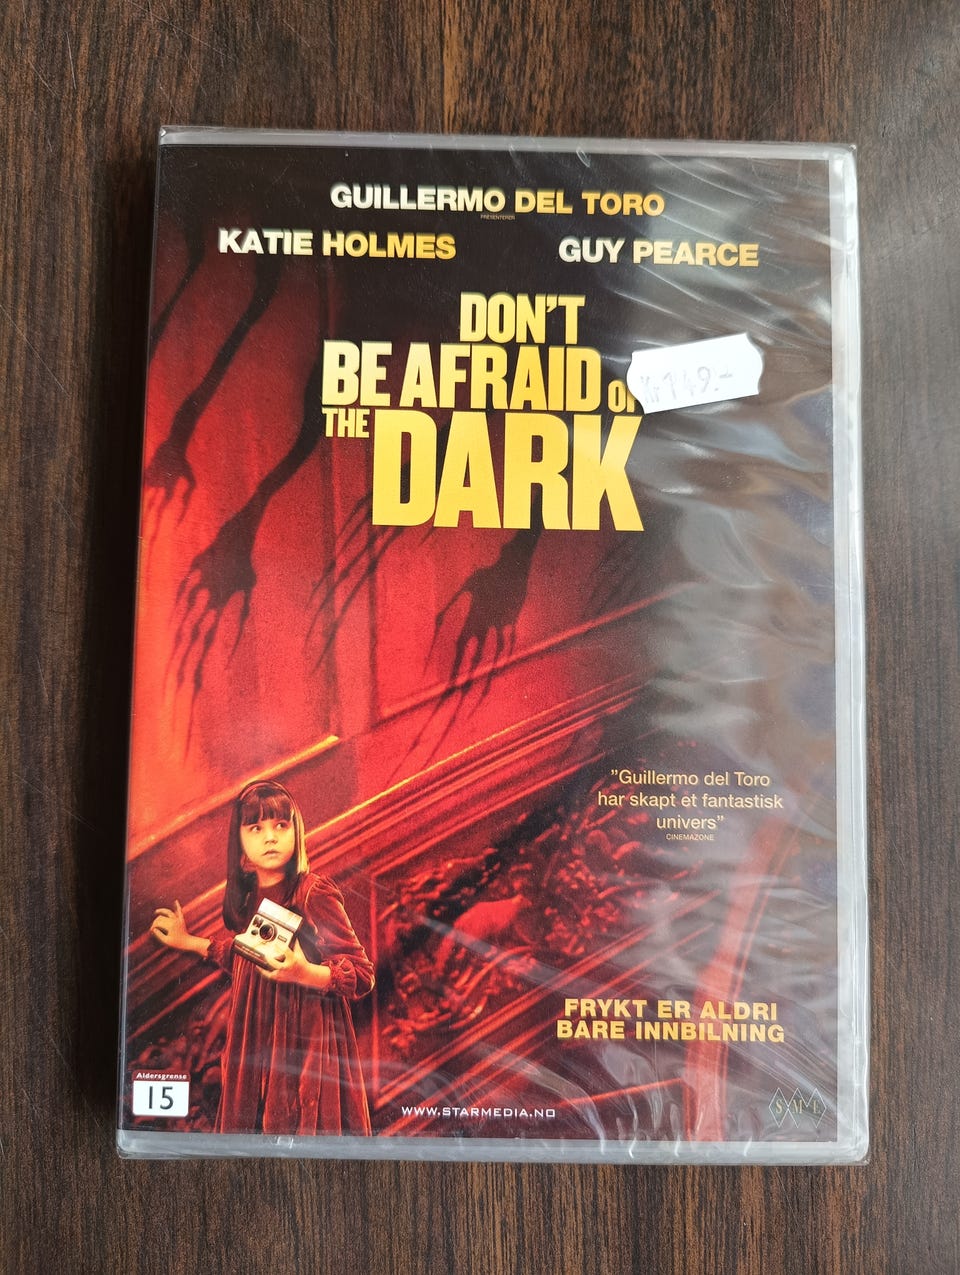 GUILLERMO DEL TORO
PRESENTERER
KATIE HOLMES GUY PEARCE
DON'T
BE AFRAID
THE DARK
"Guillermo del Toro
har skapt et fantastisk
univers"
CINEMAZONE
FRYKT ER ALDRI
BARE INNBILNING
Aldersgrense
15
WWW.STARMEDIA.NO
SME